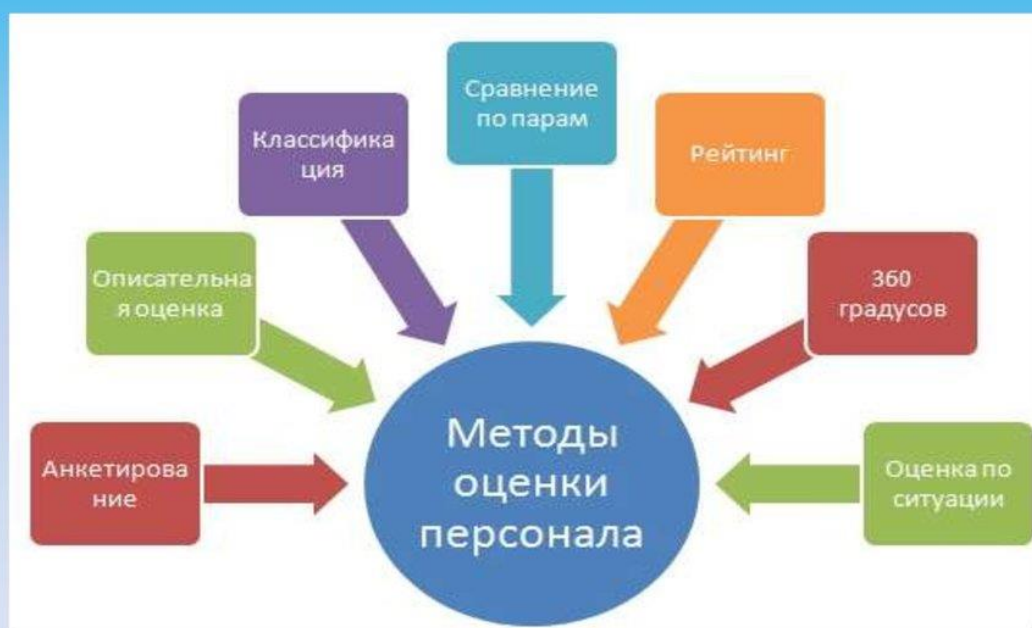 Сравнение
по парам
Классифика
ция
Рейтинг
Описательна
я оценка
360
градусов
Анкетирова
ние
Методы
оценки
персонала
Оценка по
ситуации